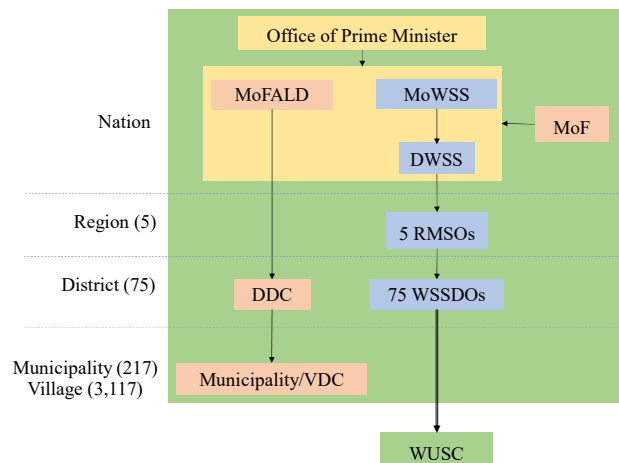 Office of Prime Minister
MoFALD
MoWSS
Nation
MoF
DWSS
Region (5)
5 RMSOs
District (75)
DDC
75 WSSDOs
Municipality (217)
Village (3,117)
Municipality/VDC
WUSC